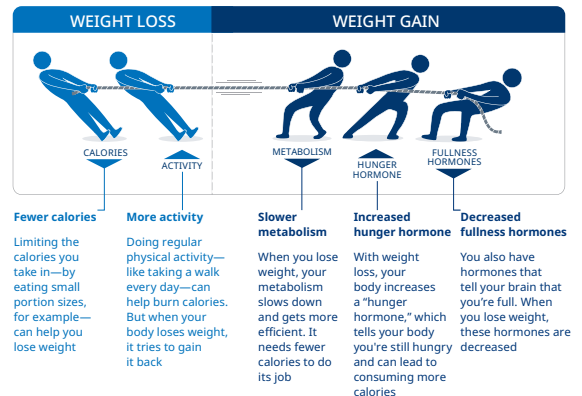 WEIGHT LOSS
WEIGHT GAIN
CALORIES
ACTIVITY
METABOLISM
HUNGER
HORMONE
FULLNESS
HORMONES
Fewer calories
Limiting the
calories you
take in—by
eating small
portion sizes,
for example—
can help you
lose weight
More activity
Doing regular
physical activity—
like taking a walk
every day—can
help burn calories.
But when your
body loses weight,
it tries to gain
it back
Slower
metabolism
When you lose
weight, your
metabolism
slows down
and gets more
efficient. It
needs fewer
calories to do
its job
Increased
hunger hormone
With weight
loss, your
body increases
a “hunger
hormone,” which
tells your body
you're still hungry
and can lead to
consuming more
calories
Decreased
fullness hormones
You also have
hormones that
tell your brain that
you’re full. When
you lose weight,
these hormones are
decreased